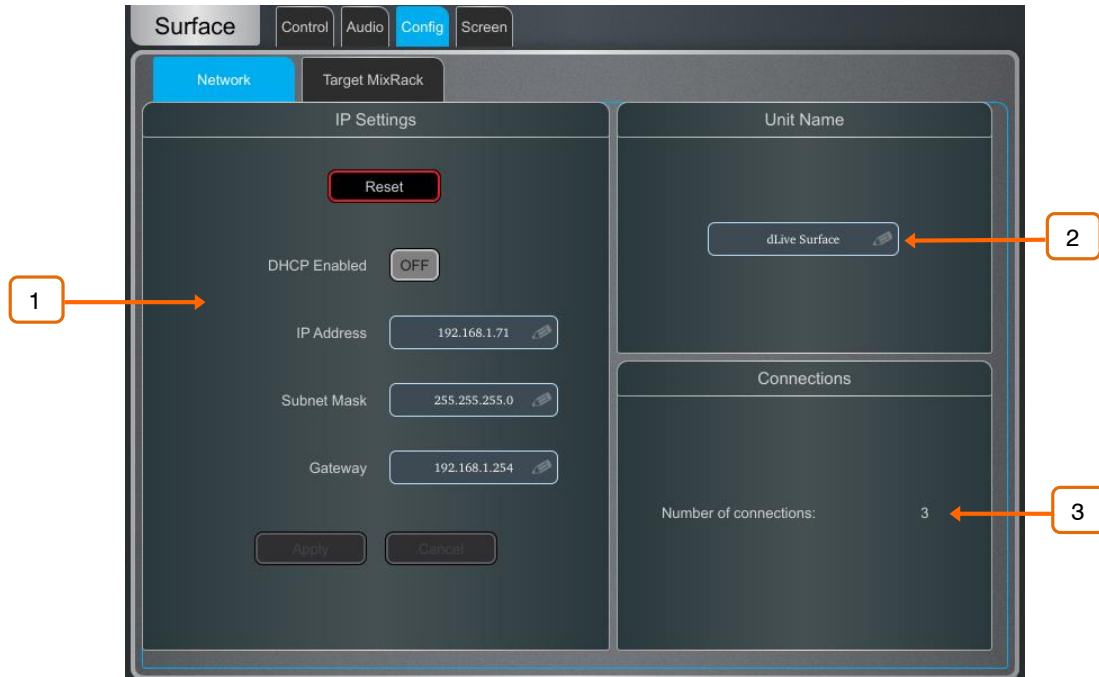 Surface Control Audio Config Screen
Network Target MixRack
IP Settings
Reset
DHCP Enabled OFF
IP Address 192.168.1.71
Subnet Mask 255.255.255.0
Gateway 192.168.1.254
Apply Cancel
Unit Name
dLive Surface
Connections
Number of connections: 3
1
2
3